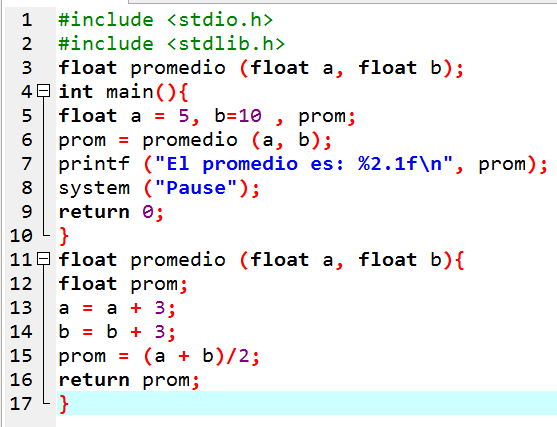 1 #include <stdio.h>
2 #include <stdlib.h>
3 float promedio (float a, float b);
4 int main(){
5 float a = 5, b=10 , prom;
6 prom = promedio (a, b);
7 printf ("El promedio es: %2.1f\n", prom);
8 system ("Pause");
9 return 0;
10 }
11 float promedio (float a, float b){
12 float prom;
13 a = a + 3;
14 b = b + 3;
15 prom = (a + b)/2;
16 return prom;
17 }